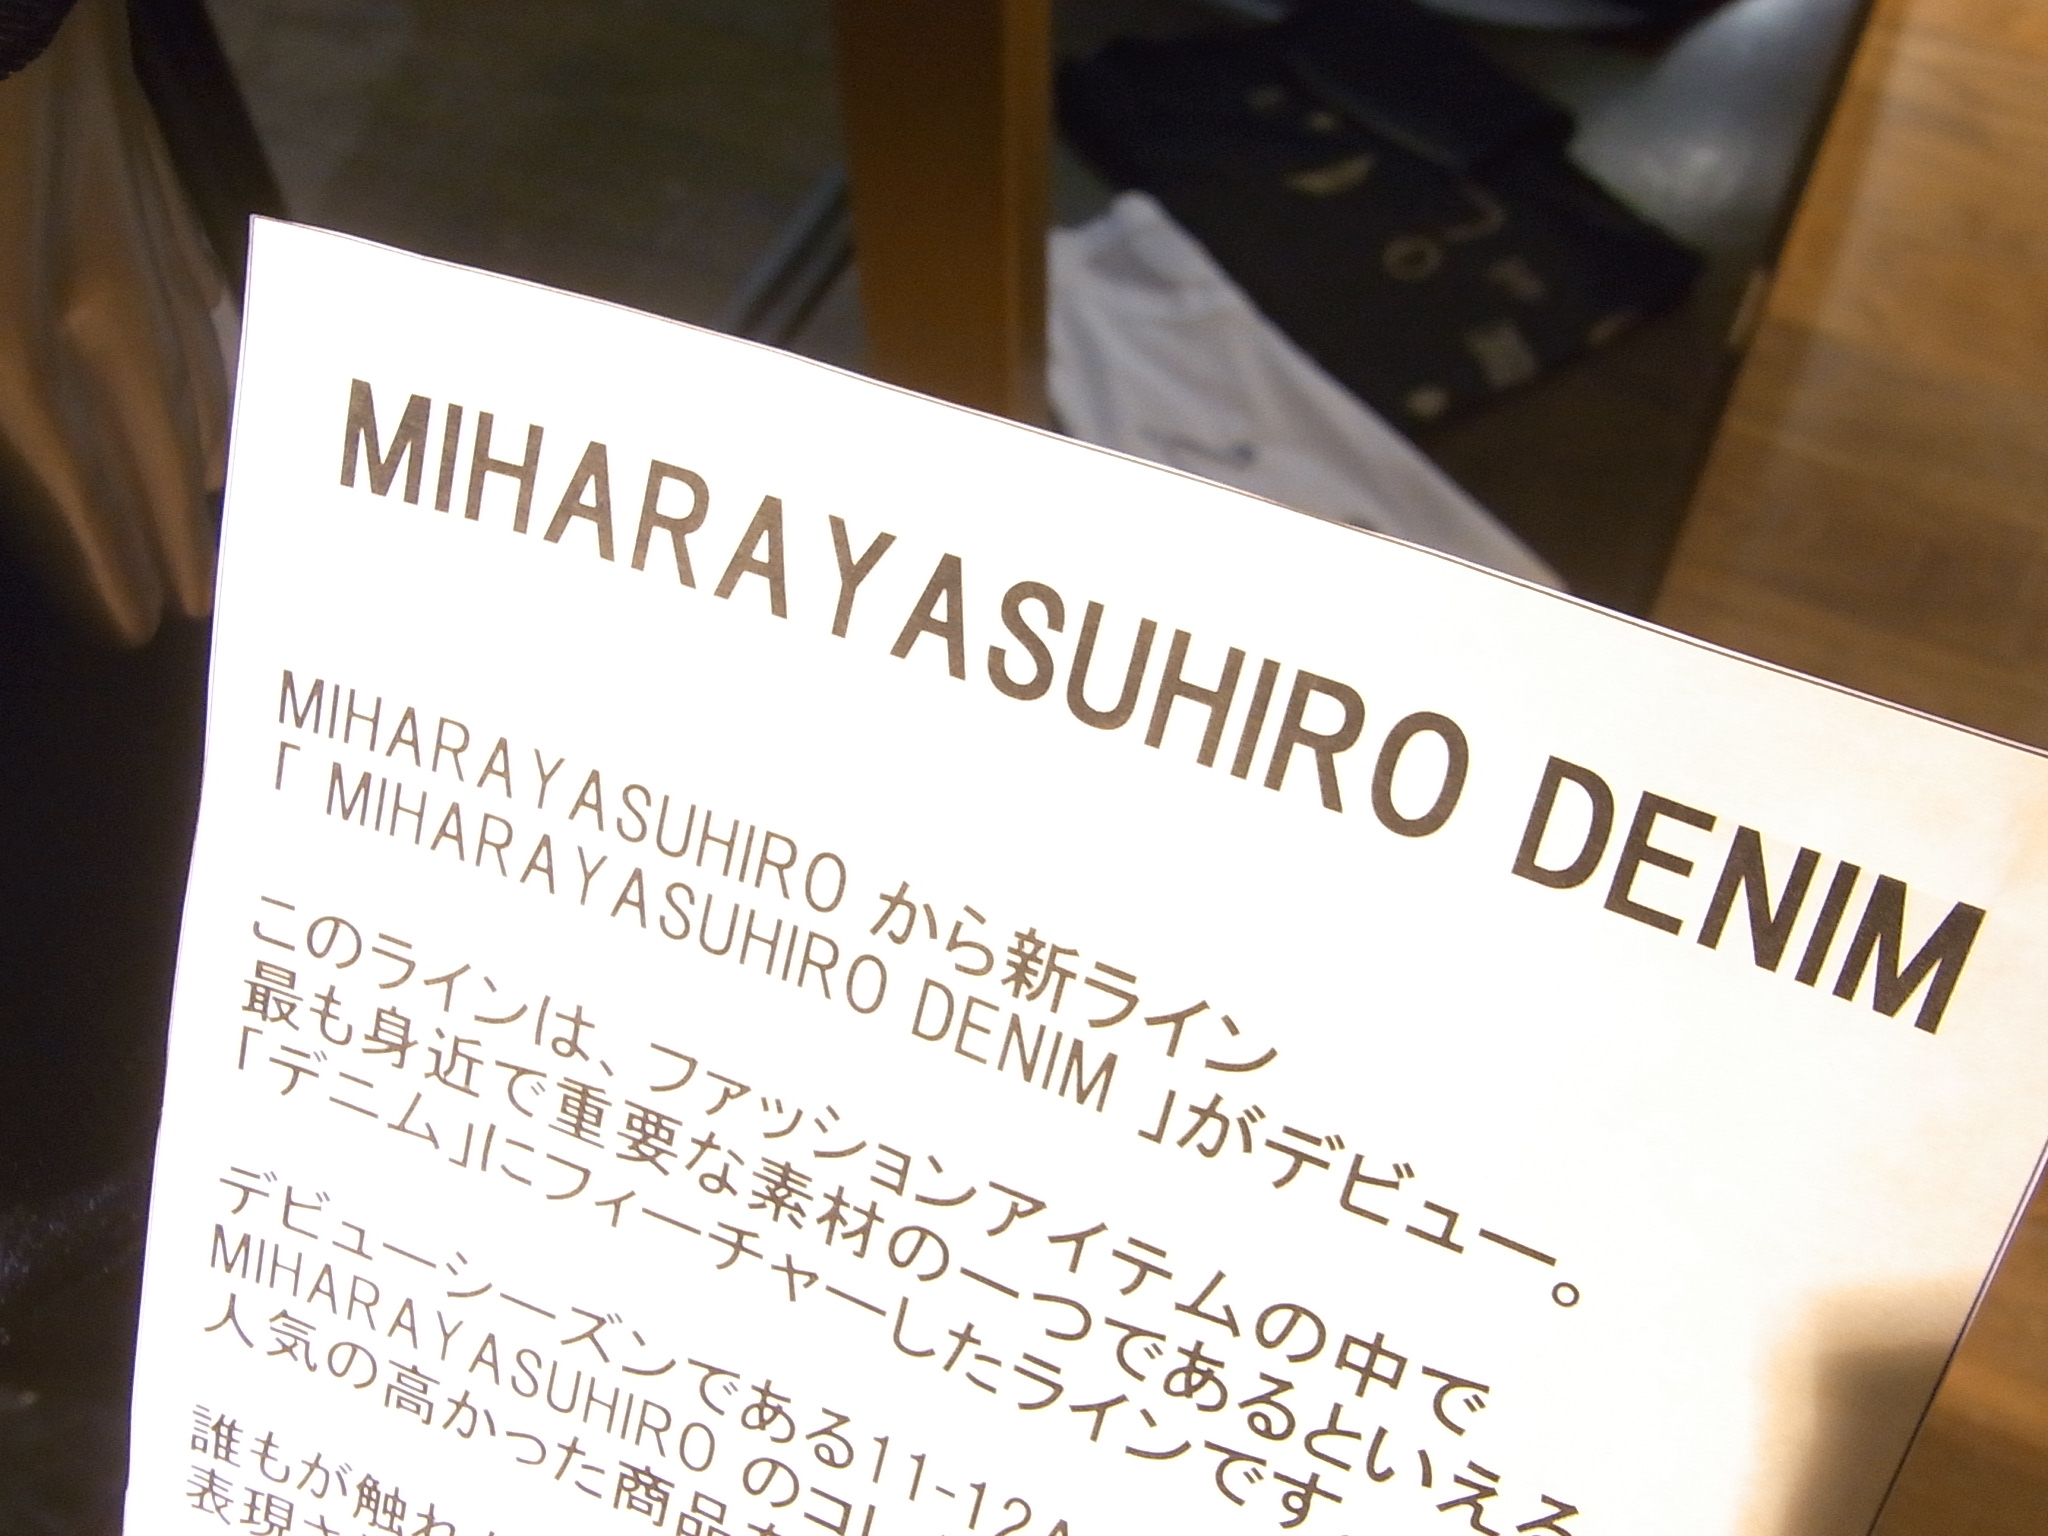 MIHARAYASUHIRO DENIM
MIHARAYASUHIRO から新ライン
「 MIHARAYASUHIRO DENIM 」がデビュー。
このラインは、ファッションアイテムの中で
最も身近で重要な素材の一つであるといえる
「デニム」にフィーチャーしたラインです。
デビューシーズンである11-12A
MIHARAYASUHIRO のコレ
人気の高かった商品を
誰もが触れ
表現さ